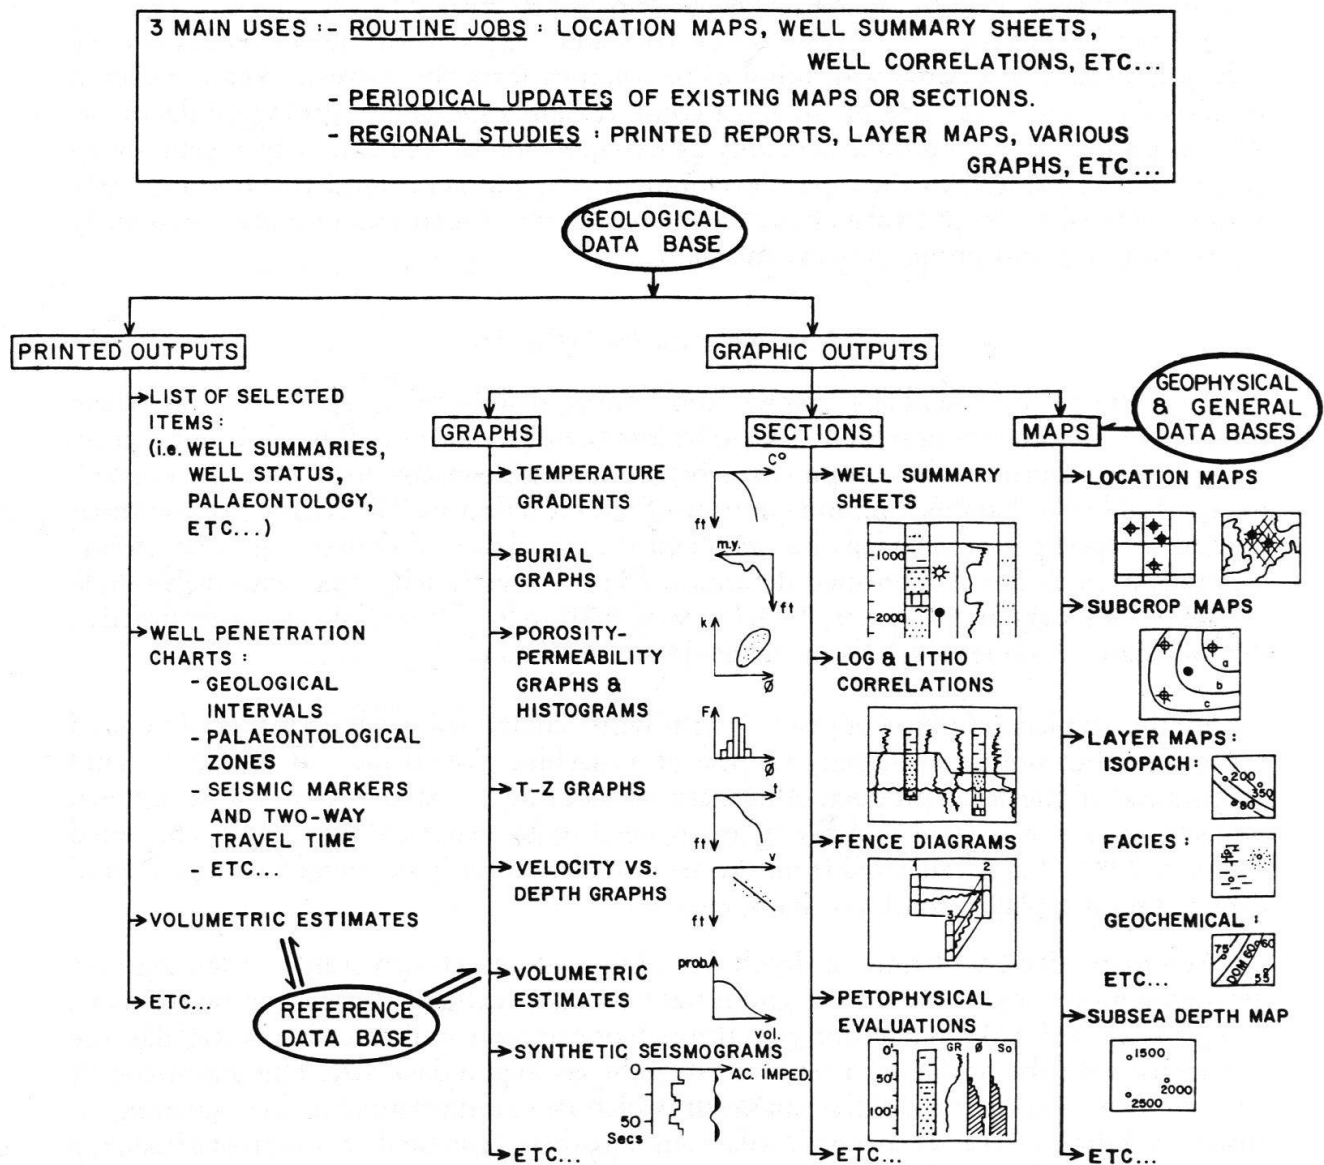 3 MAIN USES :- ROUTINE JOBS : LOCATION MAPS, WELL SUMMARY SHEETS,
WELL CORRELATIONS, ETC...
- PERIODICAL UPDATES OF EXISTING MAPS OR SECTIONS.
- REGIONAL STUDIES : PRINTED REPORTS, LAYER MAPS, VARIOUS
GRAPHS, ETC...
GEOLOGICAL
DATA BASE
PRINTED OUTPUTS
LIST OF SELECTED
ITEMS :
(i.e. WELL SUMMARIES,
WELL STATUS,
PALAEONTOLOGY,
ETC...)
WELL PENETRATION
CHARTS :
- GEOLOGICAL
INTERVALS
- PALAEONTOLOGICAL
ZONES
- SEISMIC MARKERS
AND TWO-WAY
TRAVEL TIME
- ETC...
VOLUMETRIC ESTIMATES
ETC...
REFERENCE
DATA BASE
GRAPHIC OUTPUTS
GRAPHS
TEMPERATURE
GRADIENTS
C°
ft
BURIAL
GRAPHS
m.y.
ft
POROSITY-
PERMEABILITY
GRAPHS &
HISTOGRAMS
k
Ø
F
Ø
T-Z GRAPHS
t
ft
VELOCITY VS.
DEPTH GRAPHS
v
ft
VOLUMETRIC
ESTIMATES
prob.
vol.
SYNTHETIC SEISMOGRAMS
0
AC. IMPED.
50
Secs
ETC...
SECTIONS
WELL SUMMARY
SHEETS
1000
2000
LOG & LITHO
CORRELATIONS
FENCE DIAGRAMS
1
2
3
PETOPHYSICAL
EVALUATIONS
0'
50'
100'
GR
Ø
So
ETC...
MAPS
GEOPHYSICAL
& GENERAL
DATA BASES
LOCATION MAPS
SUBCROP MAPS
a
b
c
LAYER MAPS :
ISOPACH :
200
350
80
FACIES :
GEOCHEMICAL :
75
DOM 60
60
55
ETC...
SUBSEA DEPTH MAP
1500
2000
2500
ETC...